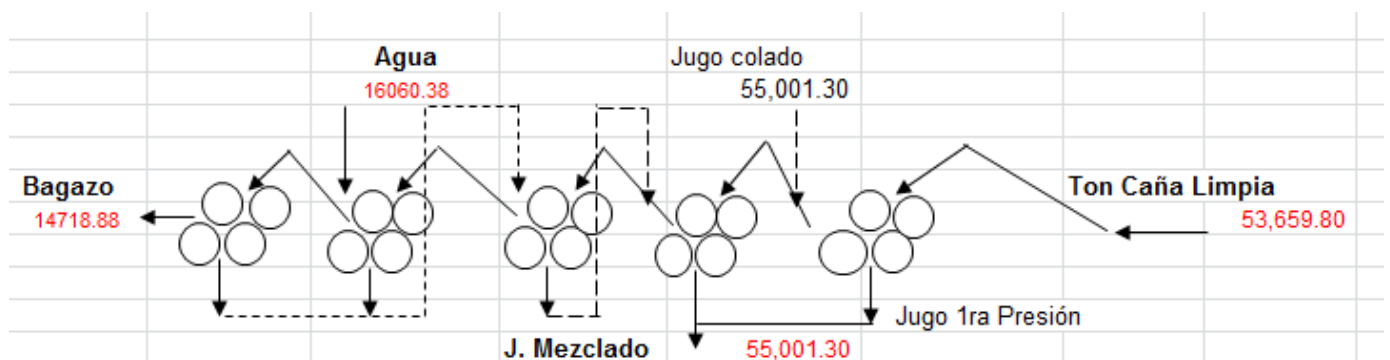 Agua
16060.38
Jugo colado
55,001.30
Bagazo
14718.88
Ton Caña Limpia
53,659.80
Jugo 1ra Presión
J. Mezclado
55,001.30